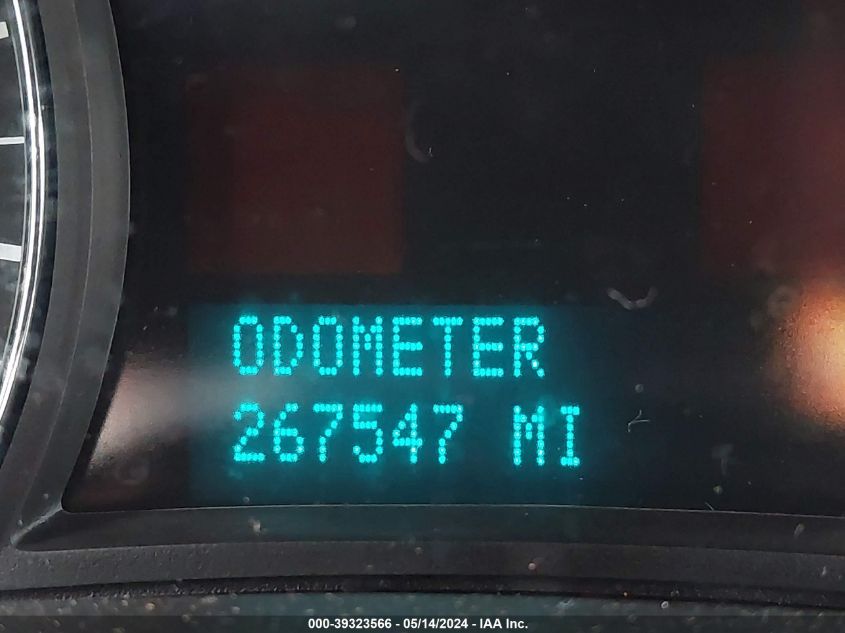 ODOMETER
267547 MI
000-39323566 - 05/14/2024 - IAA Inc.